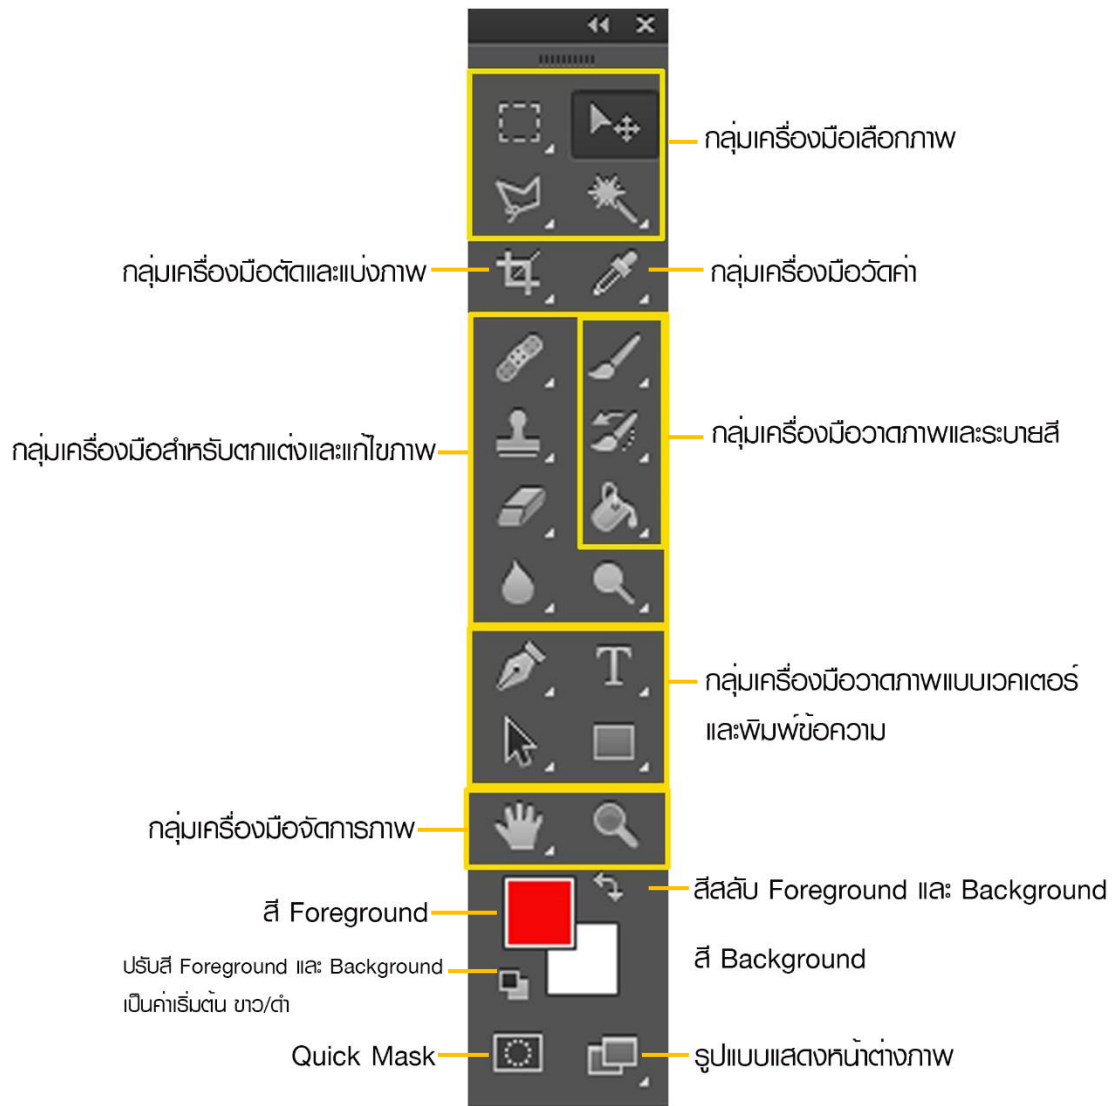 กลุ่มเครื่องมือเลือกภาพ
กลุ่มเครื่องมือตัดและแบ่งภาพ
กลุ่มเครื่องมือวัดค่า
กลุ่มเครื่องมือวาดภาพและระบายสี
กลุ่มเครื่องมือสำหรับตกแต่งและแก้ไขภาพ
T
กลุ่มเครื่องมือวาดภาพแบบเวคเตอร์
และพิมพ์ข้อความ
กลุ่มเครื่องมือจัดการภาพ
สีสลับ Foreground และ Background
สี Foreground
สี Background
ปรับสี Foreground และ Background
เป็นค่าเริ่มต้น ขาว/ดำ
Quick Mask
รูปแบบแสดงหน้าต่างภาพ